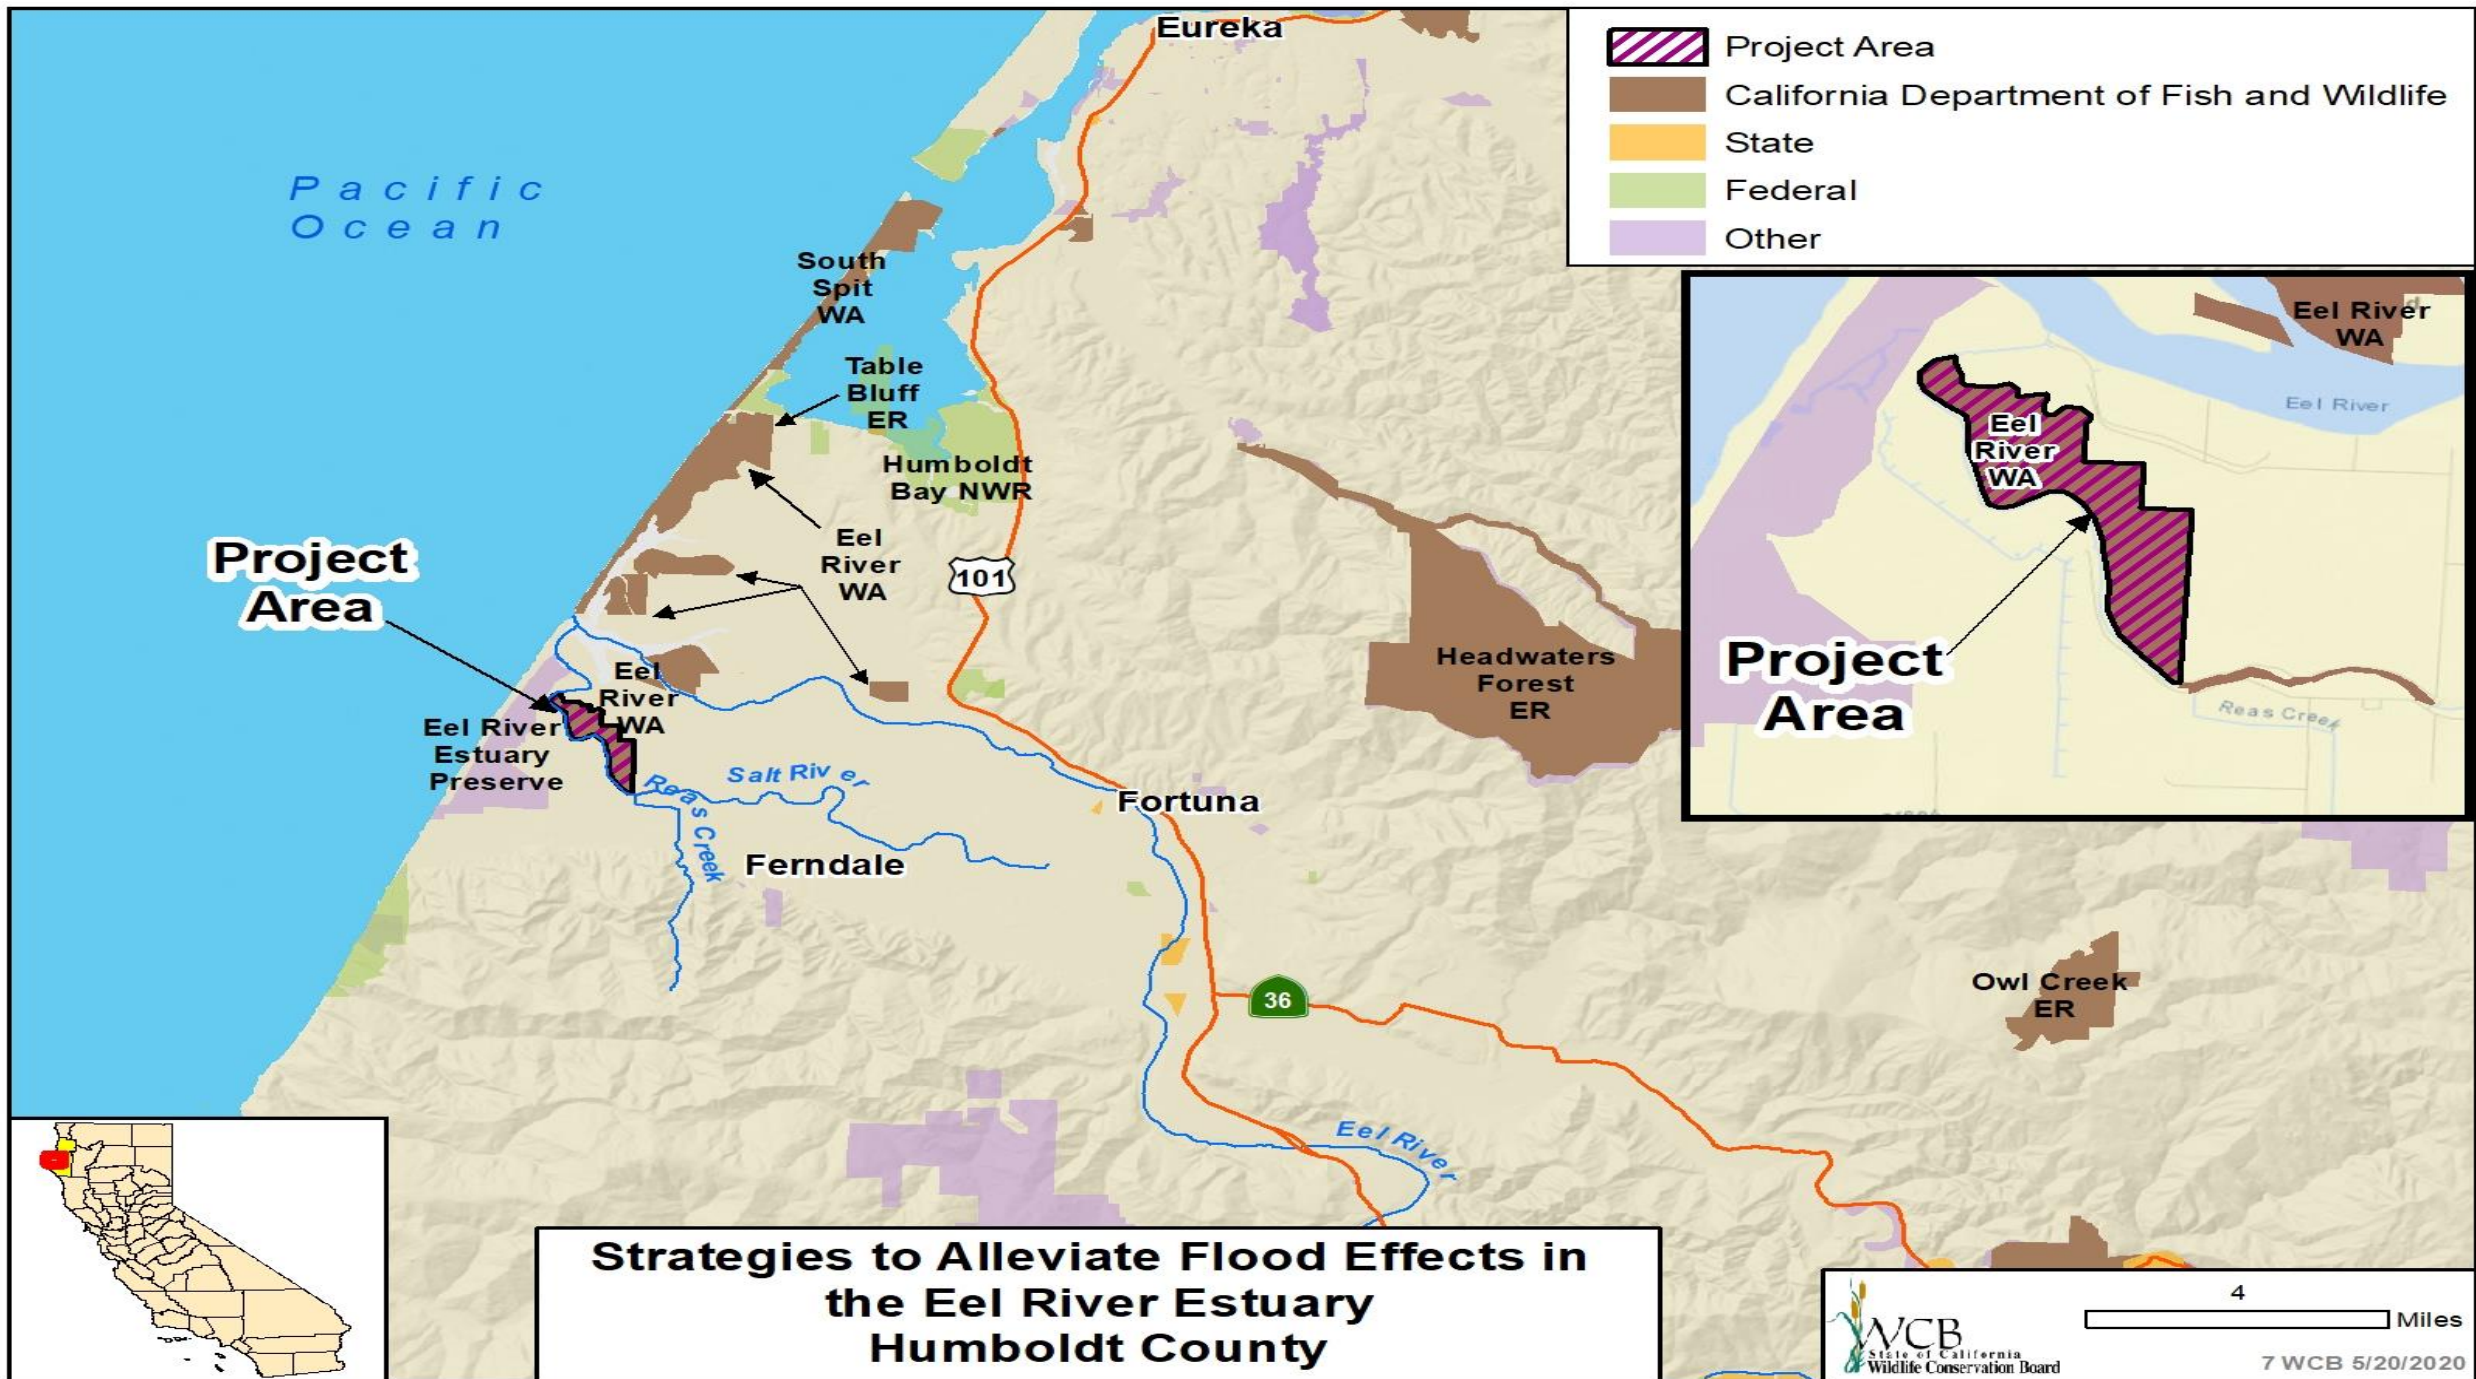 Eureka
Project Area
California Department of Fish and Wildlife
State
Federal
Other
Pacific
Ocean
South
Spit
WA
Table
Bluff
ER
Humboldt
Bay NWR
Eel
River
WA
101
Project
Area
Eel
River
WA
Eel River
Estuary
Preserve
Salt River
Reas Creek
Ferndale
Fortuna
Headwaters
Forest
ER
36
Owl Creek
ER
Eel River
Eel River
WA
Eel River
Eel
River
WA
Project
Area
Reas Creek
Strategies to Alleviate Flood Effects in
the Eel River Estuary
Humboldt County
WCB
State of California
Wildlife Conservation Board
4
Miles
7 WCB 5/20/2020